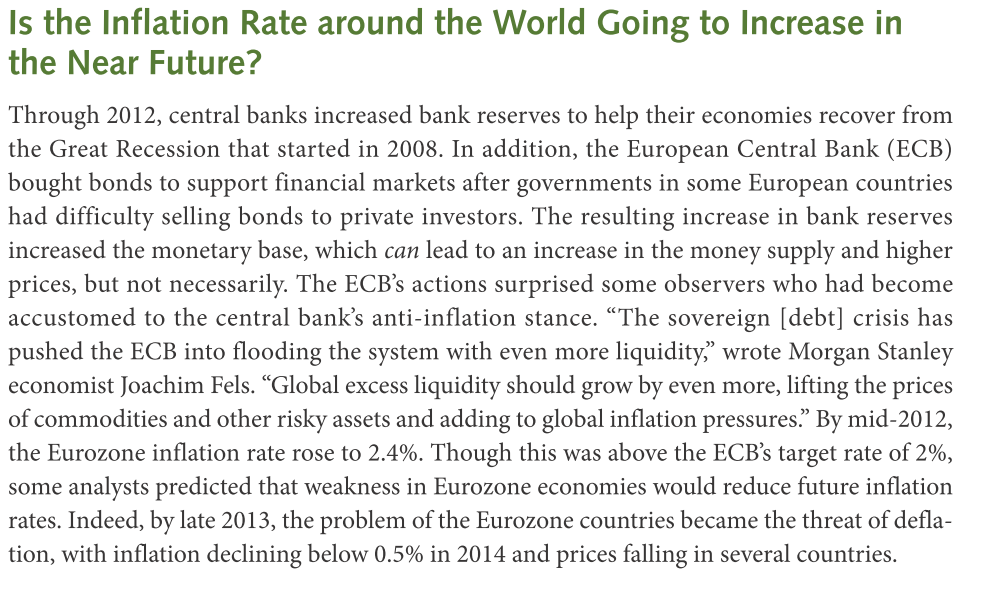 Is the Inflation Rate around the World Going to Increase in
the Near Future?
Through 2012, central banks increased bank reserves to help their economies recover from
the Great Recession that started in 2008. In addition, the European Central Bank (ECB)
bought bonds to support financial markets after governments in some European countries
had difficulty selling bonds to private investors. The resulting increase in bank reserves
increased the monetary base, which can lead to an increase in the money supply and higher
prices, but not necessarily. The ECB’s actions surprised some observers who had become
accustomed to the central bank’s anti-inflation stance. “The sovereign [debt] crisis has
pushed the ECB into flooding the system with even more liquidity,” wrote Morgan Stanley
economist Joachim Fels. “Global excess liquidity should grow by even more, lifting the prices
of commodities and other risky assets and adding to global inflation pressures.” By mid-2012,
the Eurozone inflation rate rose to 2.4%. Though this was above the ECB’s target rate of 2%,
some analysts predicted that weakness in Eurozone economies would reduce future inflation
rates. Indeed, by late 2013, the problem of the Eurozone countries became the threat of defla-
tion, with inflation declining below 0.5% in 2014 and prices falling in several countries.